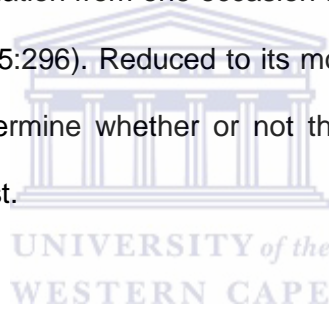 ation from one occasion
5:296). Reduced to its mo
ermine whether or not th
st.
UNIVERSITY of the
WESTERN CAPE